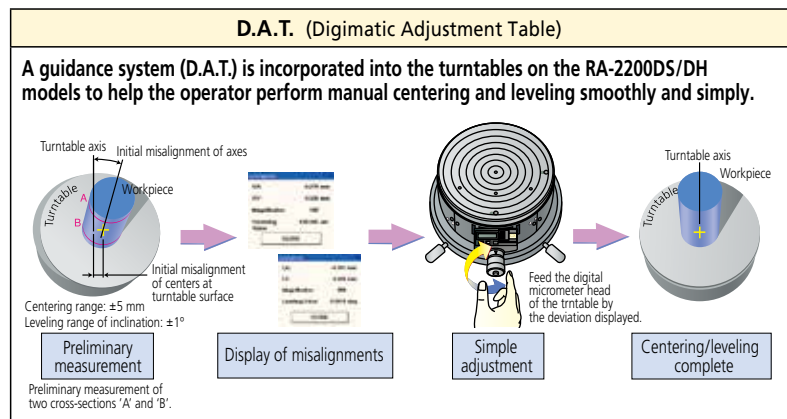 D.A.T. (Digimatic Adjustment Table)
A guidance system (D.A.T.) is incorporated into the turntables on the RA-2200DS/DH
models to help the operator perform manual centering and leveling smoothly and simply.
Turntable axis
Initial misalignment of axes
Workpiece
Turntable
A
B
Initial misalignment
of centers at
turntable surface
Centering range: ±5 mm
Leveling range of inclination: ±1º
Preliminary
measurement
Preliminary measurement of
two cross-sections 'A' and 'B'.
Display of misalignments
Feed the digital
micrometer head
of the trntable by
the deviation displayed.
Simple
adjustment
Turntable axis
Workpiece
Turntable
Centering/leveling
complete